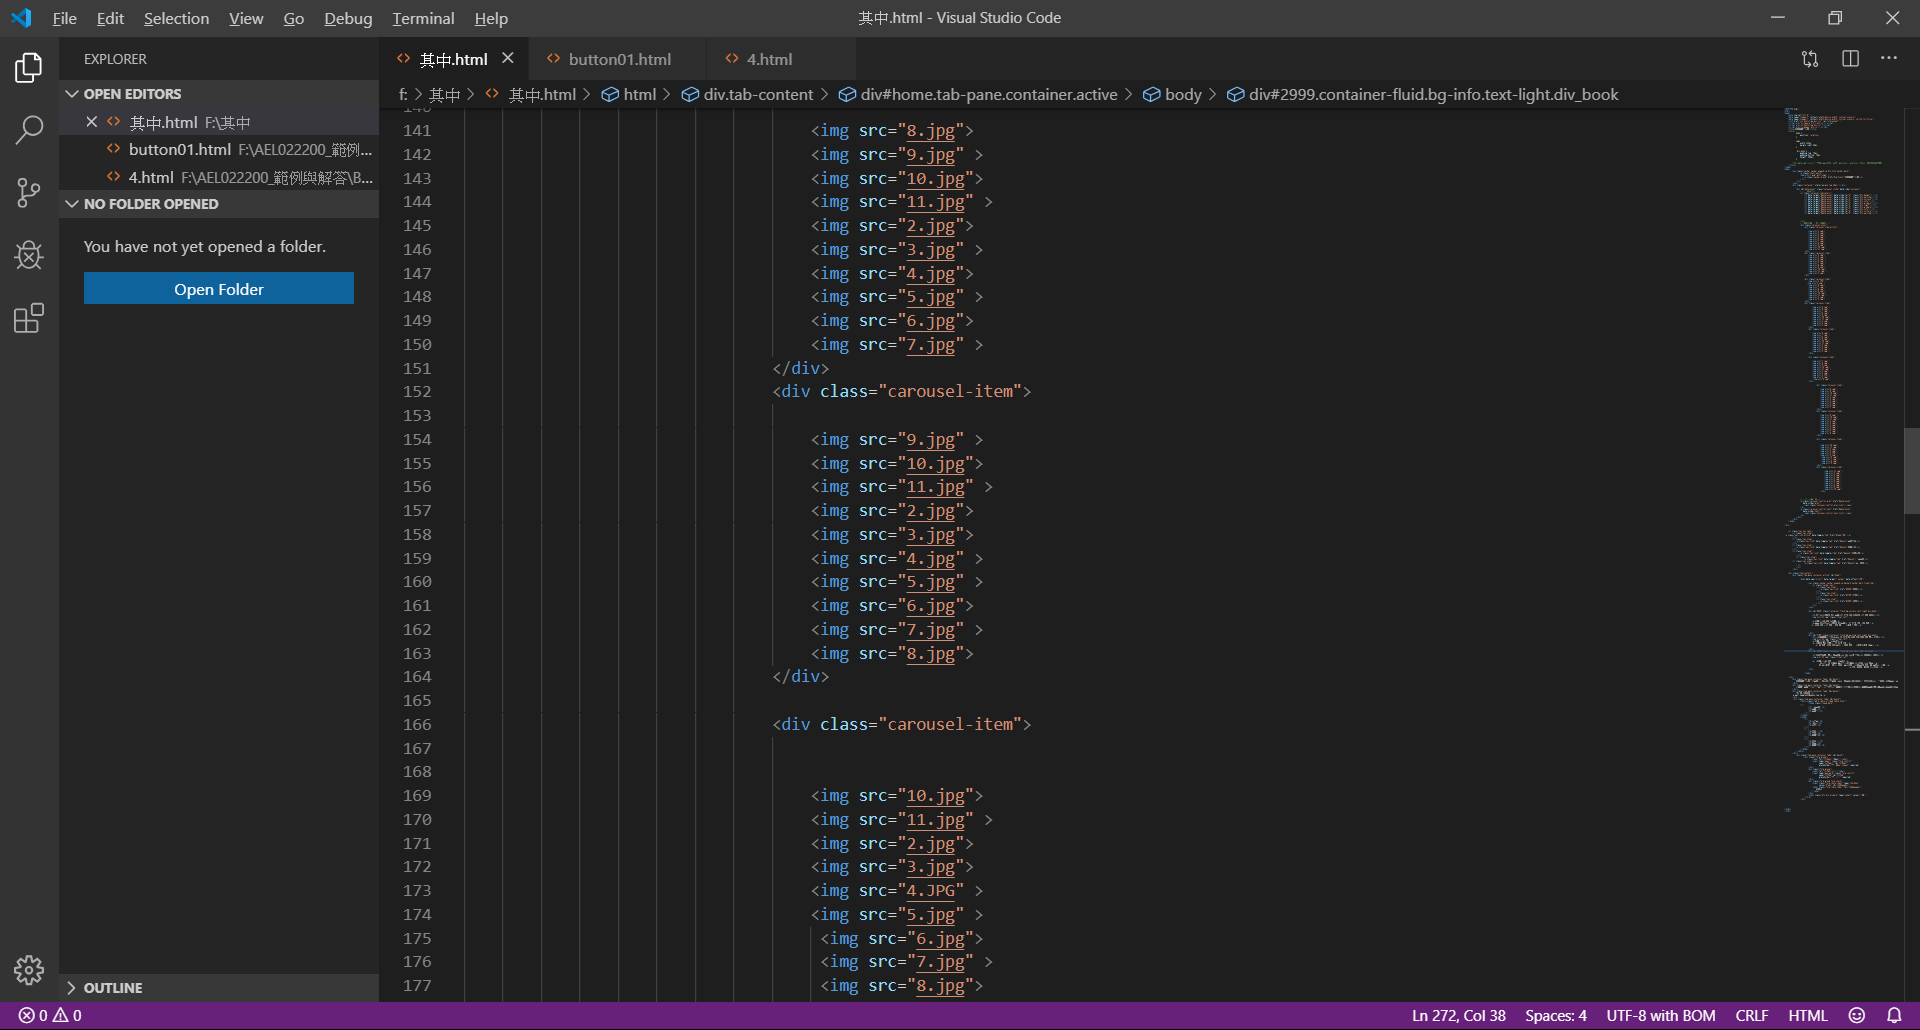 File Edit Selection View Go Debug Terminal Help
其中.html - Visual Studio Code
EXPLORER
OPEN EDITORS
其中.html F:\其中
button01.html F:\AEL022200_範例...
4.html F:\AEL022200_範例與解答\B...
NO FOLDER OPENED
You have not yet opened a folder.
Open Folder
OUTLINE
其中.html
button01.html
4.html
f: > 其中 > 其中.html > html > div.tab-content > div#home.tab-pane.container.active > body > div#2999.container-fluid.bg-info.text-light.div_book
141 <img src="8.jpg">
142 <img src="9.jpg" >
143 <img src="10.jpg">
144 <img src="11.jpg" >
145 <img src="2.jpg">
146 <img src="3.jpg" >
147 <img src="4.jpg">
148 <img src="5.jpg" >
149 <img src="6.jpg">
150 <img src="7.jpg" >
151 </div>
152 <div class="carousel-item">
153
154 <img src="9.jpg" >
155 <img src="10.jpg">
156 <img src="11.jpg" >
157 <img src="2.jpg">
158 <img src="3.jpg">
159 <img src="4.jpg">
160 <img src="5.jpg" >
161 <img src="6.jpg">
162 <img src="7.jpg" >
163 <img src="8.jpg">
164 </div>
165
166 <div class="carousel-item">
167
168
169 <img src="10.jpg">
170 <img src="11.jpg" >
171 <img src="2.jpg">
172 <img src="3.jpg">
173 <img src="4.JPG" >
174 <img src="5.jpg" >
175 <img src="6.jpg">
176 <img src="7.jpg" >
177 <img src="8.jpg">
0 0
Ln 272, Col 38 Spaces: 4 UTF-8 with BOM CRLF HTML